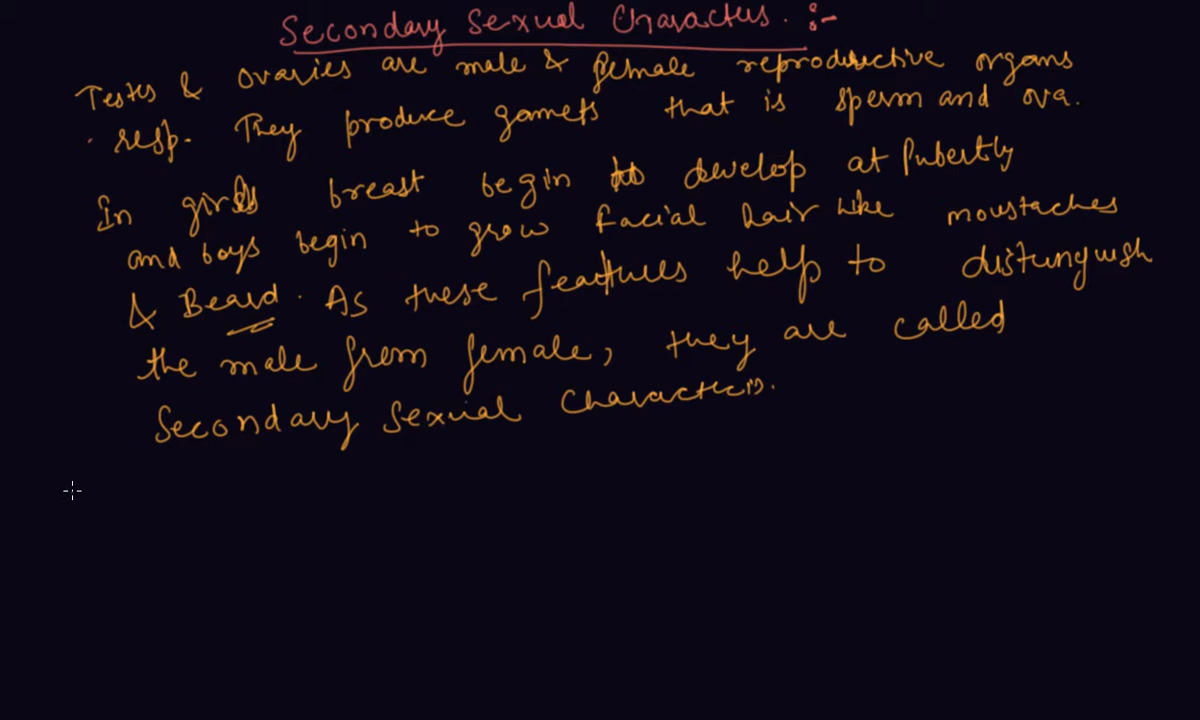 Secondary Sexual Characters. :-
Testes & ovaries are male & female reproductive organs
resp. They produce gamets that is sperm and ova.
In girls breast begin to develop at Pubertly
and boys begin to grow facial hair like moustaches
& Beard. As these features help to distunguish
the male from female, they are called
Secondary Sexual Characters.